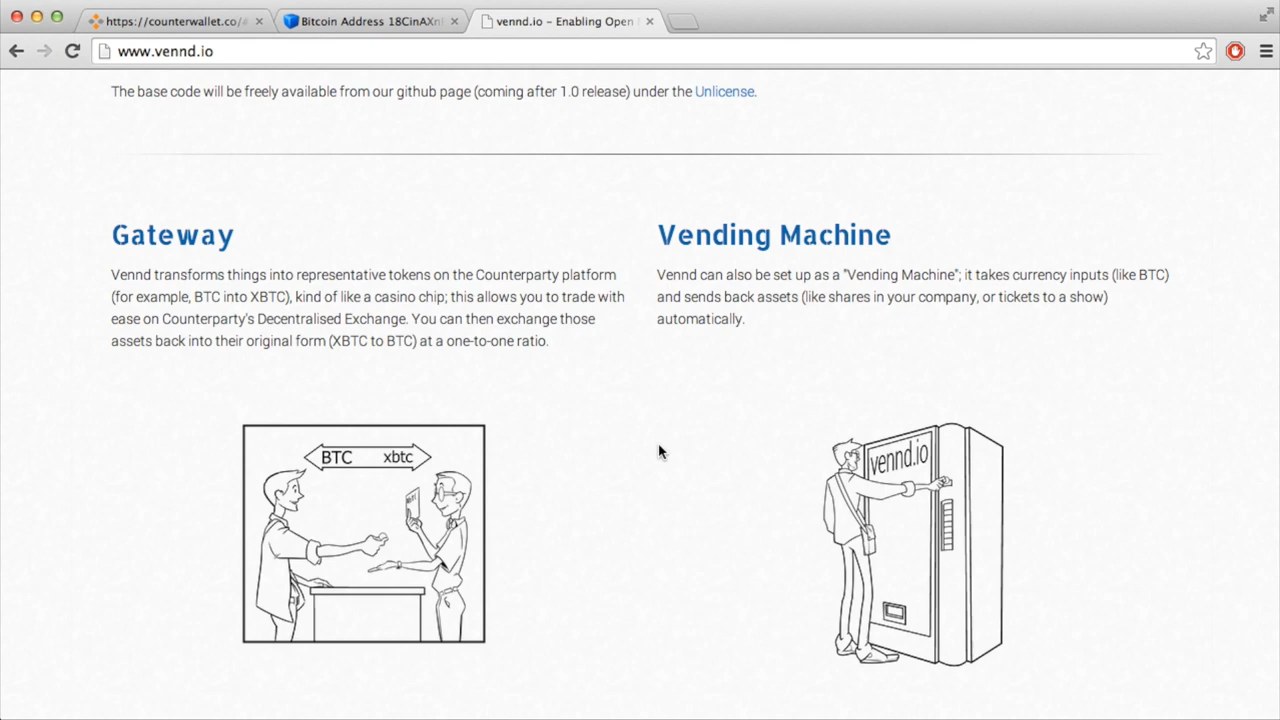 https://counterwallet.co/
Bitcoin Address 18CinAXn
vennd.io – Enabling Open
www.vennd.io
The base code will be freely available from our github page (coming after 1.0 release) under the Unlicense.
Gateway
Vennd transforms things into representative tokens on the Counterparty platform
(for example, BTC into XBTC), kind of like a casino chip; this allows you to trade with
ease on Counterparty's Decentralised Exchange. You can then exchange those
assets back into their original form (XBTC to BTC) at a one-to-one ratio.
Vending Machine
Vennd can also be set up as a "Vending Machine"; it takes currency inputs (like BTC)
and sends back assets (like shares in your company, or tickets to a show)
automatically.
BTC xbtc
vennd.io